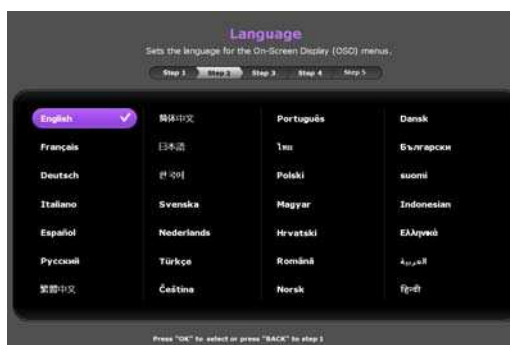 Language
Sets the language for the On-Screen Display (OSD) menus.
Step 1 Step 2 Step 3 Step 4 Step 5
English 簡体中文 Português Dansk
Français 日本語 ไทย Български
Deutsch 한국어 Polski suomi
Italiano Svenska Magyar Indonesian
Español Nederlands Hrvatski Ελληνικά
Русский Türkçe Română العربية
繁體中文 Čeština Norsk हिन्दी
Press "OK" to select or press "BACK" to step 1